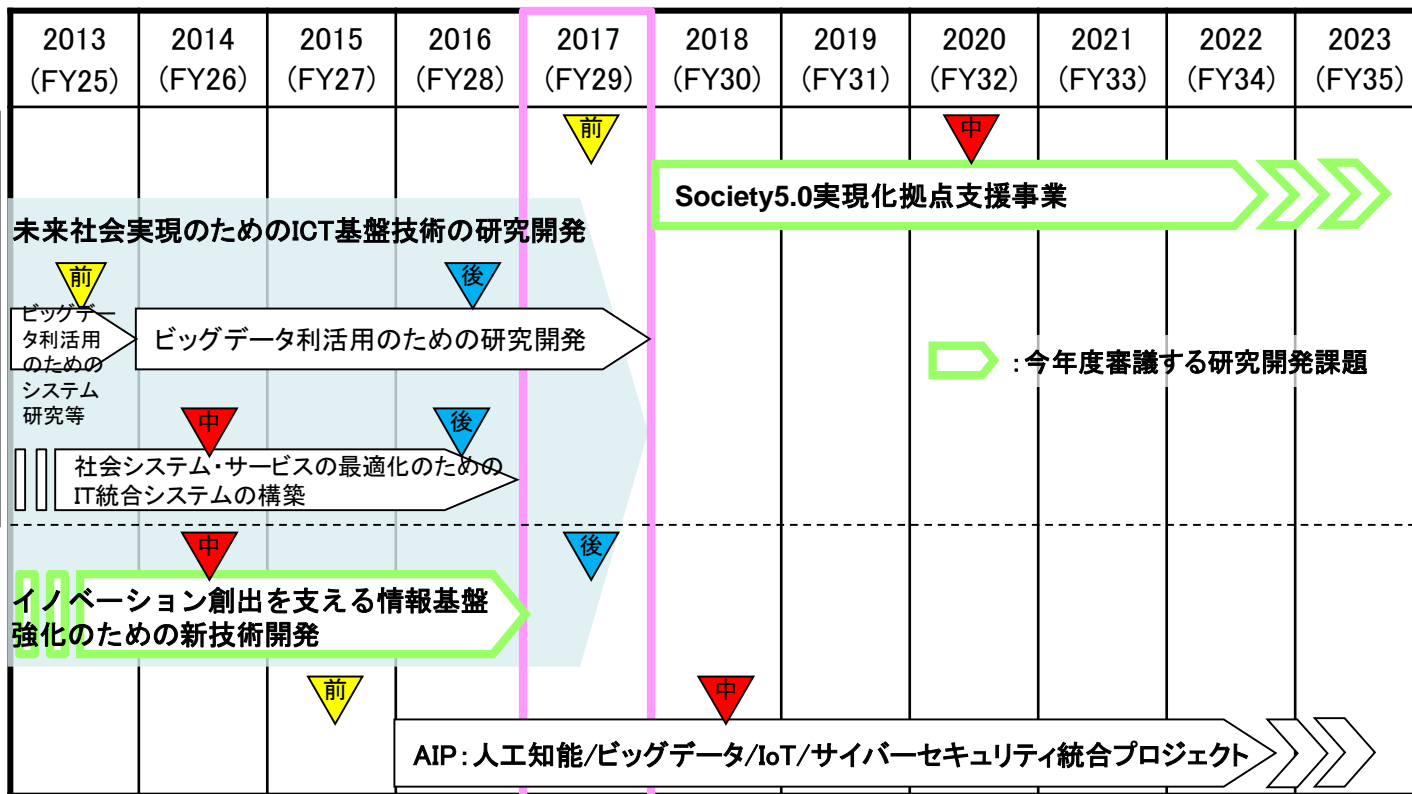 2013
(FY25)
2014
(FY26)
2015
(FY27)
2016
(FY28)
2017
(FY29)
2018
(FY30)
2019
(FY31)
2020
(FY32)
2021
(FY33)
2022
(FY34)
2023
(FY35)
前
中
Society5.0実現化拠点支援事業
未来社会実現のためのICT基盤技術の研究開発
前
後
ビッグデー
タ利活用
のための
システム
研究等
ビッグデータ利活用のための研究開発
:今年度審議する研究開発課題
中
後
社会システム・サービスの最適化のための
IT統合システムの構築
中
後
イノベーション創出を支える情報基盤
強化のための新技術開発
前
中
AIP:人工知能/ビッグデータ/IoT/サイバーセキュリティ統合プロジェクト